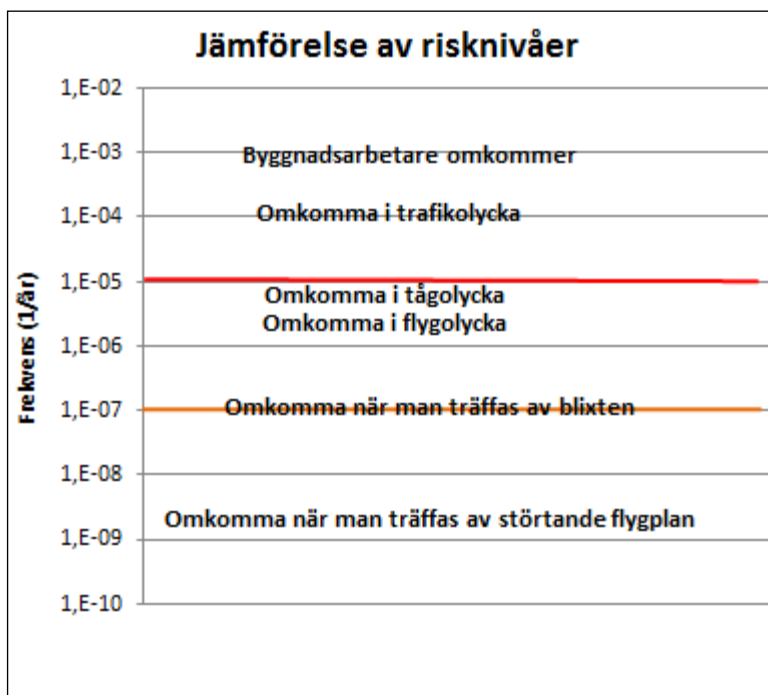 Jämförelse av risknivåer
1,E-02
1,E-03
Byggnadsarbetare omkommer
1,E-04
Omkomma i trafikolycka
1,E-05
Omkomma i tågolycka
Omkomma i flygolycka
1,E-06
1,E-07
Omkomma när man träffas av blixten
1,E-08
Omkomma när man träffas av störtande flygplan
1,E-09
1,E-10
Frekvens (1/år)